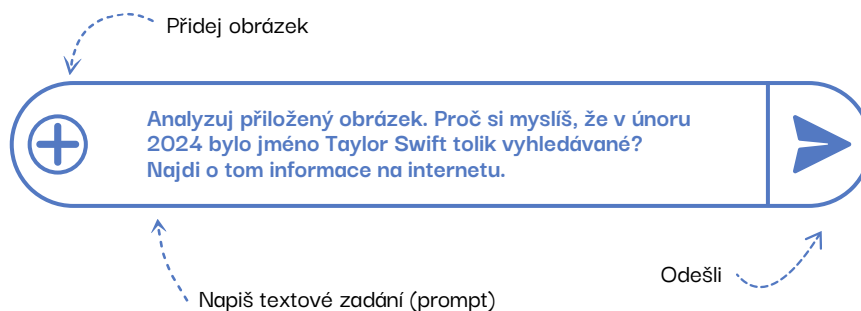 Přidej obrázek
Analyzuj přiložený obrázek. Proč si myslíš, že v únoru
2024 bylo jméno Taylor Swift tolik vyhledávané?
Najdi o tom informace na internetu.
Odešli
Napiš textové zadání (prompt)